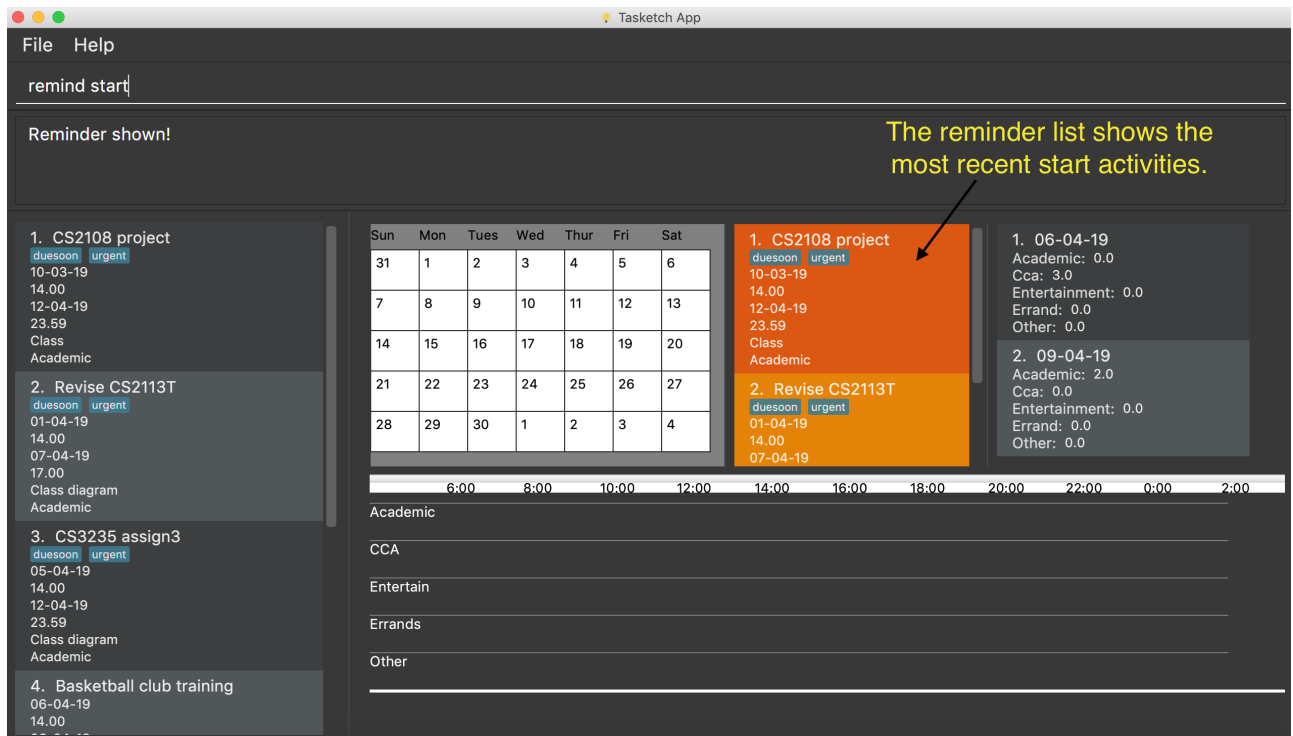 Tasketch App
File Help
remind start
Reminder shown!
The reminder list shows the
most recent start activities.
1. CS2108 project
duesoon urgent
10-03-19
14.00
12-04-19
23.59
Class
Academic
2. Revise CS2113T
duesoon urgent
01-04-19
14.00
07-04-19
17.00
Class diagram
Academic
3. CS3235 assign3
duesoon urgent
05-04-19
14.00
12-04-19
23.59
Class diagram
Academic
4. Basketball club training
06-04-19
14.00
Sun Mon Tues Wed Thur Fri Sat
31 1 2 3 4 5 6
7 8 9 10 11 12 13
14 15 16 17 18 19 20
21 22 23 24 25 26 27
28 29 30 1 2 3 4
1. CS2108 project
duesoon urgent
10-03-19
14.00
12-04-19
23.59
Class
Academic
2. Revise CS2113T
duesoon urgent
01-04-19
14.00
07-04-19
1. 06-04-19
Academic: 0.0
Cca: 3.0
Entertainment: 0.0
Errand: 0.0
Other: 0.0
2. 09-04-19
Academic: 2.0
Cca: 0.0
Entertainment: 0.0
Errand: 0.0
Other: 0.0
6:00 8:00 10:00 12:00 14:00 16:00 18:00 20:00 22:00 0:00 2:00
Academic
CCA
Entertain
Errands
Other